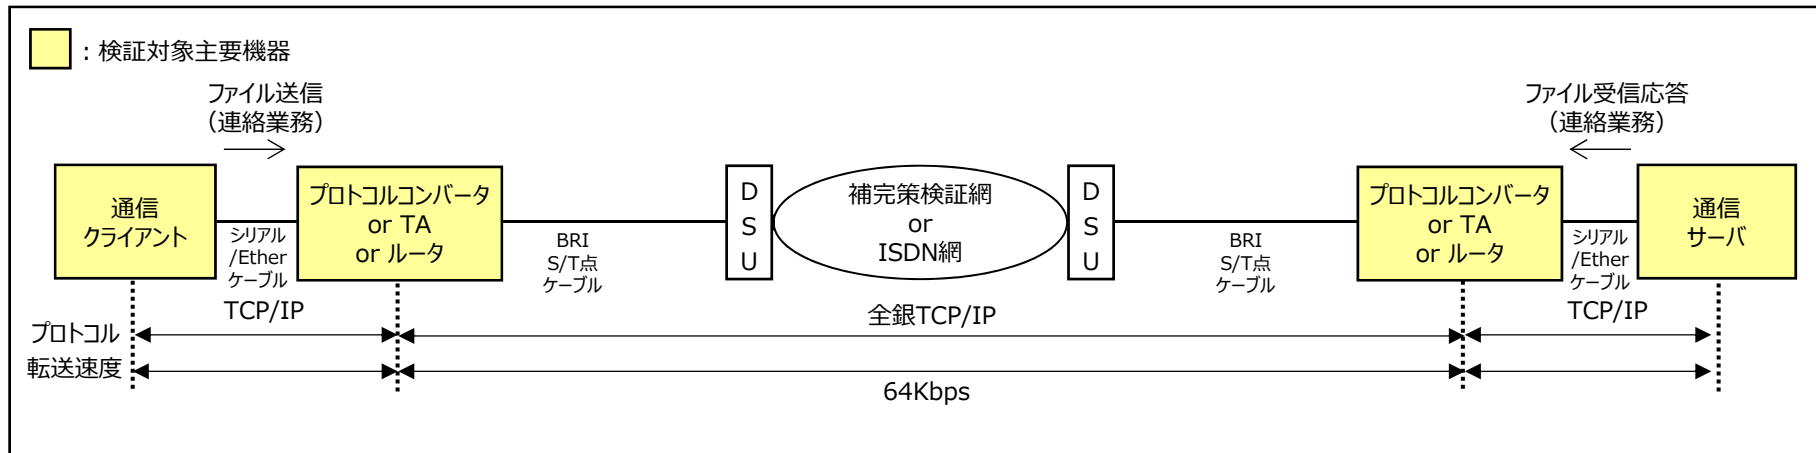 ：検証対象主要機器
ファイル送信
（連絡業務）
ファイル受信応答
（連絡業務）
通信
クライアント
シリアル
/Ether
ケーブル
プロトコルコンバータ
or TA
or ルータ
BRI
S/T点
ケーブル
D
S
U
補完策検証網
or
ISDN網
D
S
U
BRI
S/T点
ケーブル
プロトコルコンバータ
or TA
or ルータ
シリアル
/Ether
ケーブル
通信
サーバ
プロトコル
TCP/IP
全銀TCP/IP
TCP/IP
転送速度
64Kbps